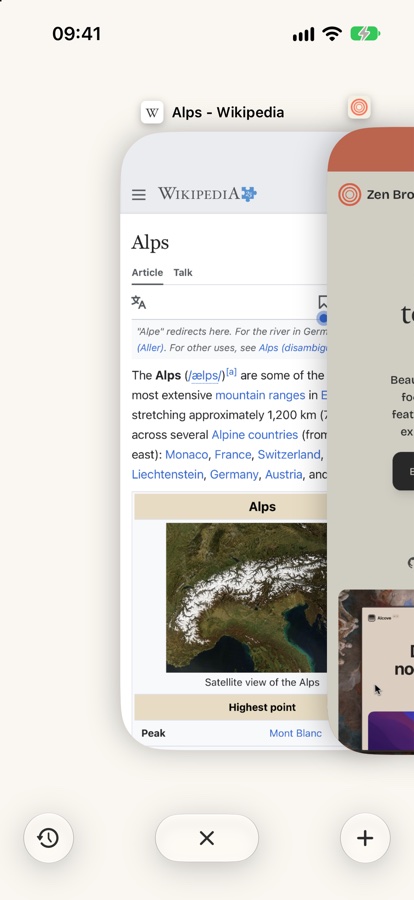 09:41
W Alps - Wikipedia
WIKIPEDIA
Zen Bro
Alps
Article Talk
"Alpe" redirects here. For the river in Germ
(Aller). For other uses, see Alps (disambig
The Alps (/ælps/)[a] are some of the
most extensive mountain ranges in E
stretching approximately 1,200 km (7
across several Alpine countries (from
east): Monaco, France, Switzerland,
Liechtenstein, Germany, Austria, and
Alps
Satellite view of the Alps
Highest point
Peak Mont Blanc
to
Beau
fo
feat
ex
B
Alcove
D
no